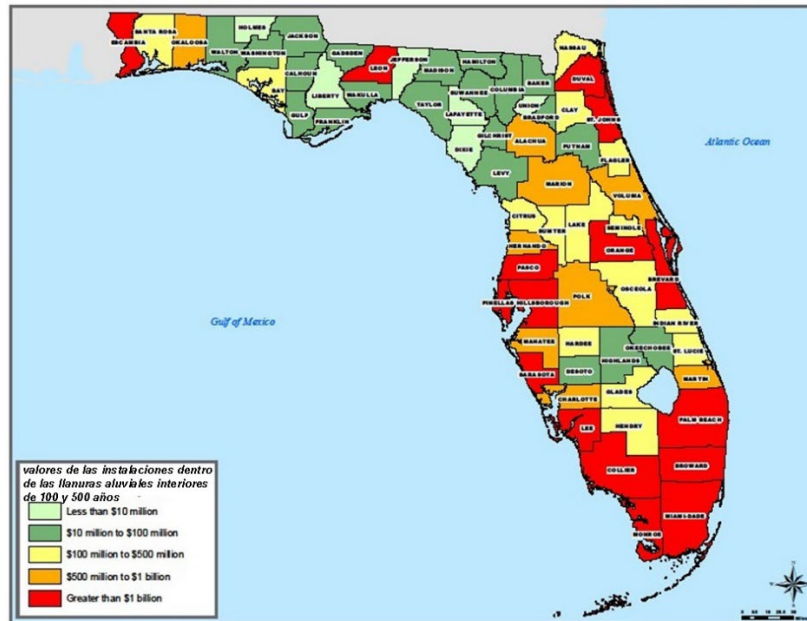 ESCAMBIA
SANTA ROSA
OKALOOSA
WALTON
HOLMES
WASHINGTON
BAY
JACKSON
CALHOUN
GULF
LIBERTY
FRANKLIN
GADSDEN
LEON
WAKULLA
JEFFERSON
MADISON
TAYLOR
HAMILTON
SUWANNEE
LAFAYETTE
DIXIE
COLUMBIA
GILCHRIST
LEVY
BAKER
UNION
BRADFORD
ALACHUA
NASSAU
DUVAL
CLAY
ST. JOHNS
PUTNAM
FLAGLER
MARION
VOLUSIA
CITRUS
SUMTER
LAKE
SEMINOLE
HERNANDO
ORANGE
PASCO
BREVARD
OSCEOLA
PINELLAS
HILLSBOROUGH
POLK
INDIAN RIVER
MANATEE
HARDEE
OKEECHOBEE
HIGHLANDS
ST. LUCIE
SARASOTA
DESOTO
MARTIN
CHARLOTTE
GLADES
LEE
HENDRY
PALM BEACH
COLLIER
BROWARD
MONROE
MIAMI-DADE
Atlantic Ocean
Gulf of Mexico
valores de las instalaciones dentro
de las llanuras aluviales interiores
de 100 y 500 años
Less than $10 million
$10 million to $100 million
$100 million to $500 million
$500 million to $1 billion
Greater than $1 billion